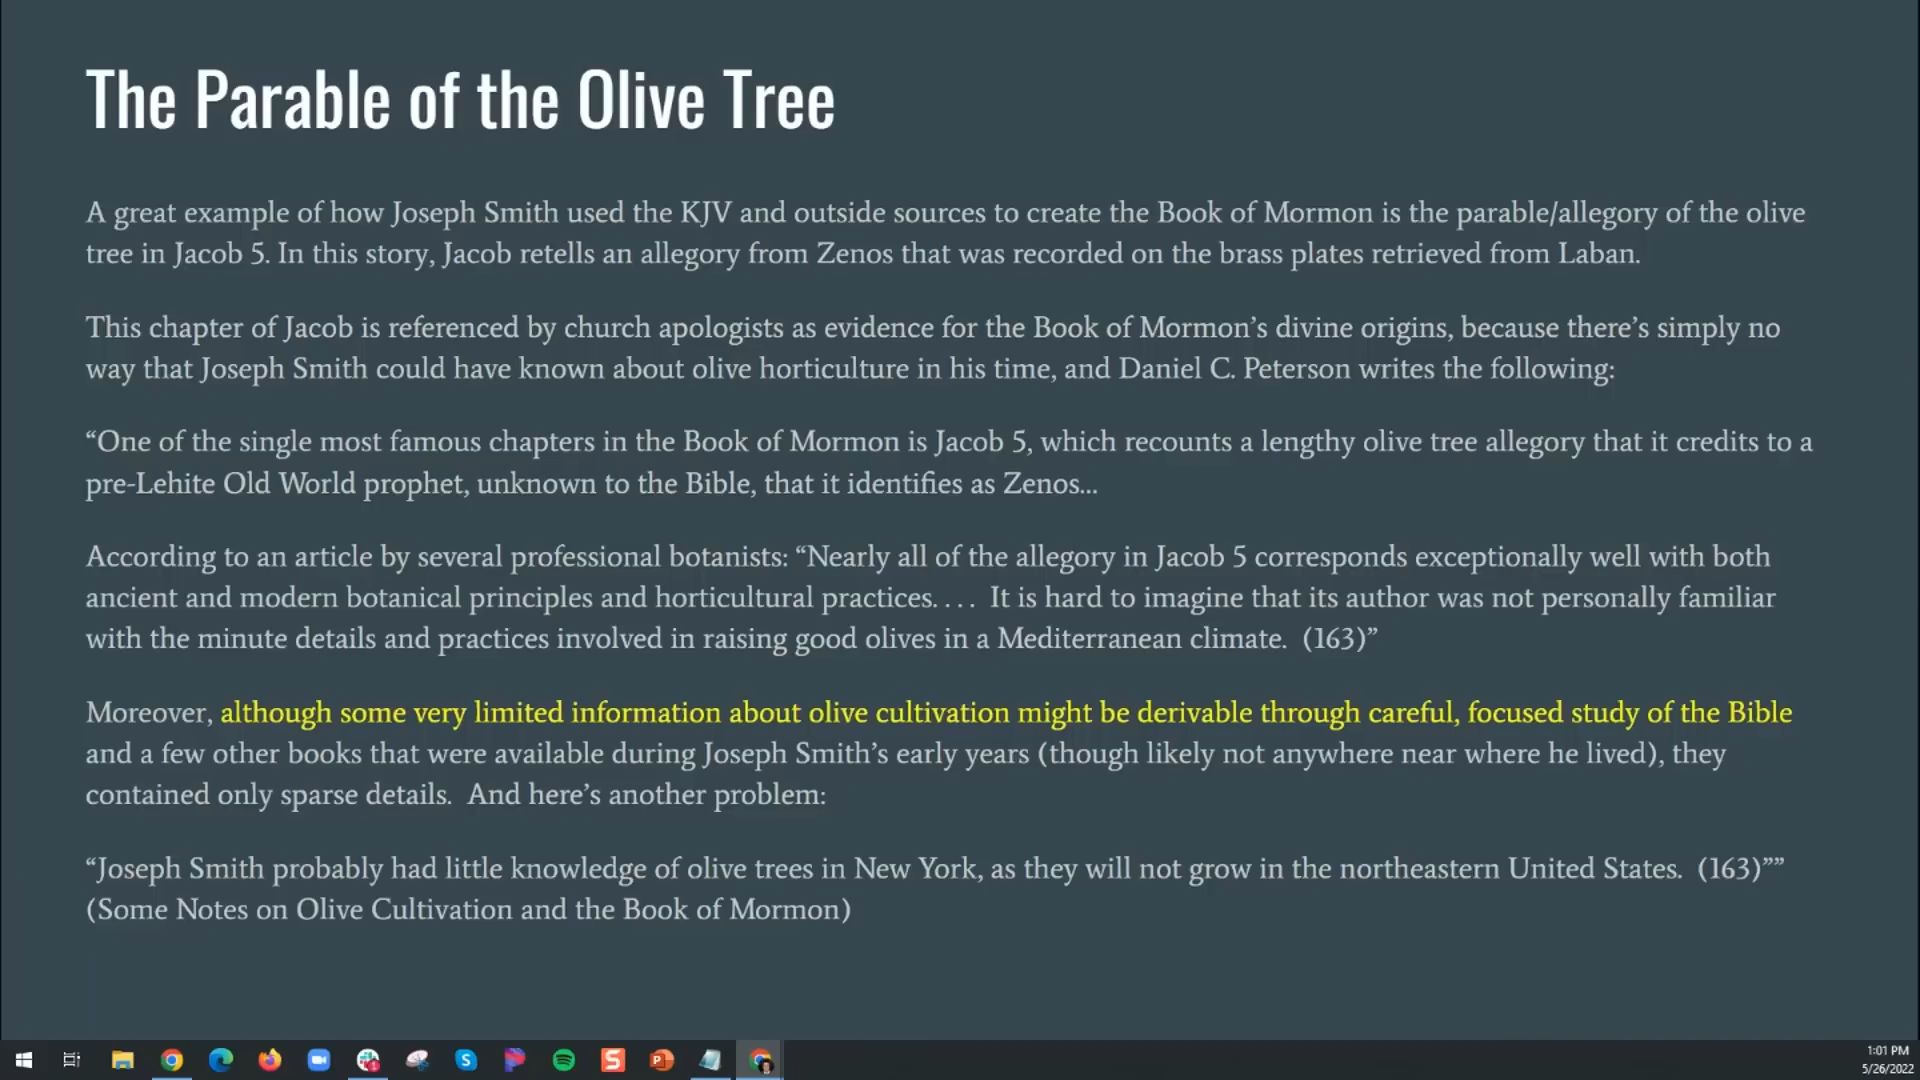 The Parable of the Olive Tree
A great example of how Joseph Smith used the KJV and outside sources to create the Book of Mormon is the parable/allegory of the olive
tree in Jacob 5. In this story, Jacob retells an allegory from Zenos that was recorded on the brass plates retrieved from Laban.
This chapter of Jacob is referenced by church apologists as evidence for the Book of Mormon’s divine origins, because there’s simply no
way that Joseph Smith could have known about olive horticulture in his time, and Daniel C. Peterson writes the following:
“One of the single most famous chapters in the Book of Mormon is Jacob 5, which recounts a lengthy olive tree allegory that it credits to a
pre-Lehite Old World prophet, unknown to the Bible, that it identifies as Zenos...
According to an article by several professional botanists: “Nearly all of the allegory in Jacob 5 corresponds exceptionally well with both
ancient and modern botanical principles and horticultural practices. . . .  It is hard to imagine that its author was not personally familiar
with the minute details and practices involved in raising good olives in a Mediterranean climate.  (163)”
Moreover, although some very limited information about olive cultivation might be derivable through careful, focused study of the Bible
and a few other books that were available during Joseph Smith’s early years (though likely not anywhere near where he lived), they
contained only sparse details.  And here’s another problem:
“Joseph Smith probably had little knowledge of olive trees in New York, as they will not grow in the northeastern United States.  (163)””
(Some Notes on Olive Cultivation and the Book of Mormon)
1:01 PM
5/26/2022